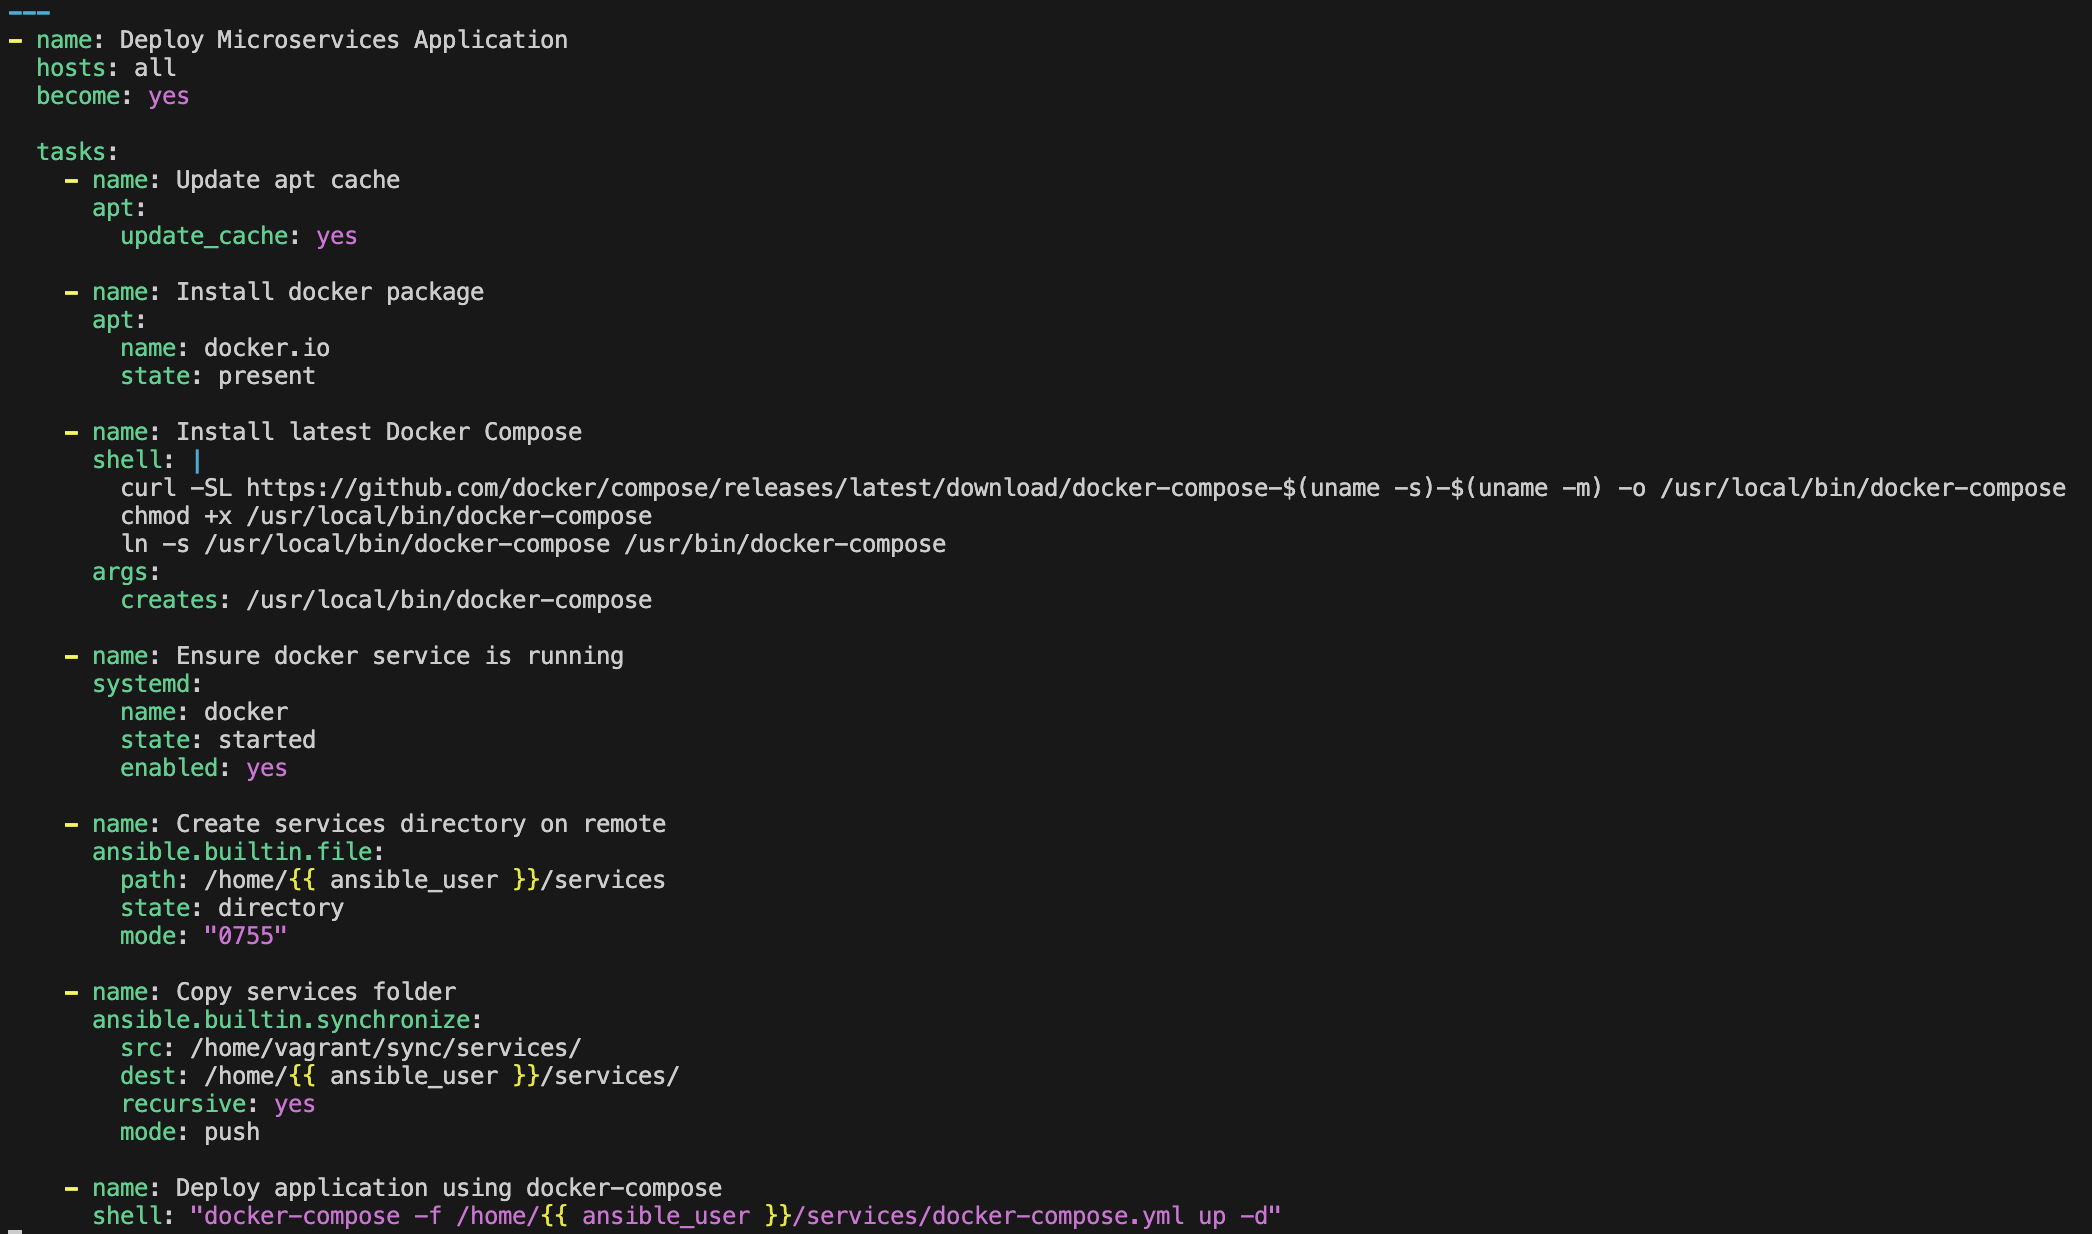 ---
- name: Deploy Microservices Application
  hosts: all
  become: yes

  tasks:
    - name: Update apt cache
      apt:
        update_cache: yes

    - name: Install docker package
      apt:
        name: docker.io
        state: present

    - name: Install latest Docker Compose
      shell: |
        curl -SL https://github.com/docker/compose/releases/latest/download/docker-compose-$(uname -s)-$(uname -m) -o /usr/local/bin/docker-compose
        chmod +x /usr/local/bin/docker-compose
        ln -s /usr/local/bin/docker-compose /usr/bin/docker-compose
      args:
        creates: /usr/local/bin/docker-compose

    - name: Ensure docker service is running
      systemd:
        name: docker
        state: started
        enabled: yes

    - name: Create services directory on remote
      ansible.builtin.file:
        path: /home/{{ ansible_user }}/services
        state: directory
        mode: "0755"

    - name: Copy services folder
      ansible.builtin.synchronize:
        src: /home/vagrant/sync/services/
        dest: /home/{{ ansible_user }}/services/
        recursive: yes
        mode: push

    - name: Deploy application using docker-compose
      shell: "docker-compose -f /home/{{ ansible_user }}/services/docker-compose.yml up -d"